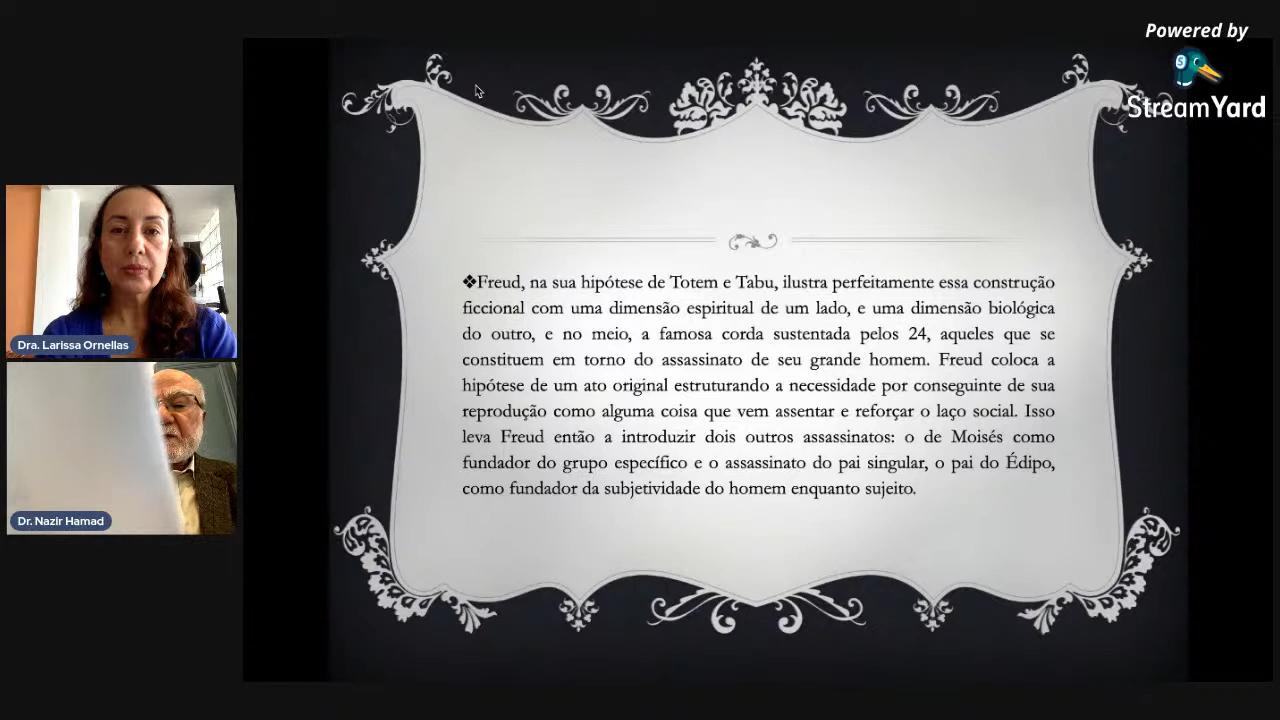 Powered by
StreamYard
❖Freud, na sua hipótese de Totem e Tabu, ilustra perfeitamente essa construção
ficcional com uma dimensão espiritual de um lado, e uma dimensão biológica
do outro, e no meio, a famosa corda sustentada pelos 24, aqueles que se
constituem em torno do assassinato de seu grande homem. Freud coloca a
hipótese de um ato original estruturando a necessidade por conseguinte de sua
reprodução como alguma coisa que vem assentar e reforçar o laço social. Isso
leva Freud então a introduzir dois outros assassinatos: o de Moisés como
fundador do grupo específico e o assassinato do pai singular, o pai do Édipo,
como fundador da subjetividade do homem enquanto sujeito.
Dra. Larissa Ornellas
Dr. Nazir Hamad